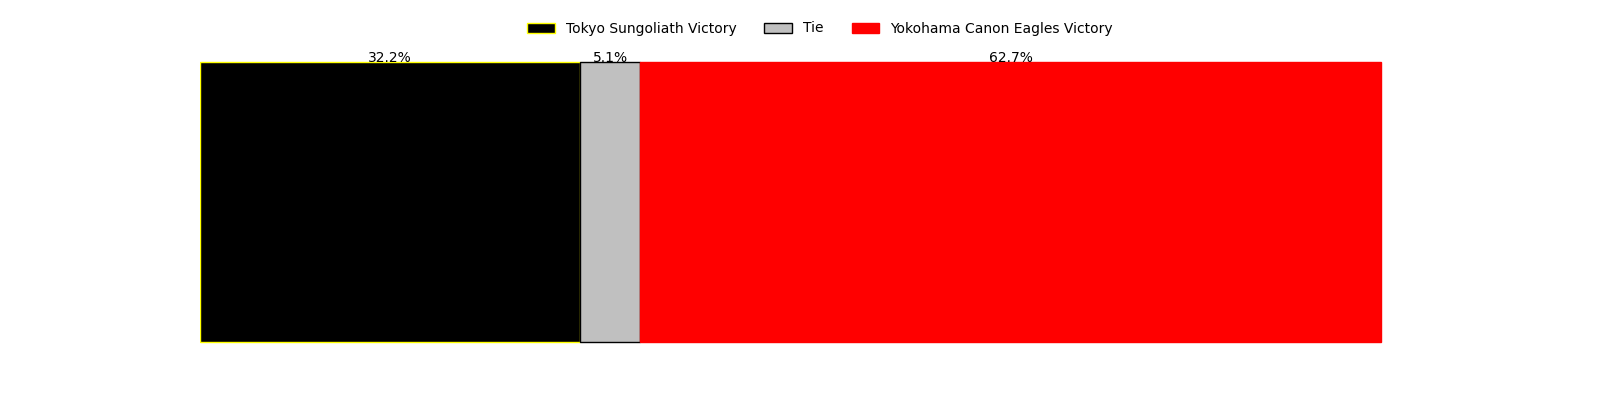 Tokyo Sungoliath Victory Tie Yokohama Canon Eagles Victory
32.2% 5.1% 62.7%